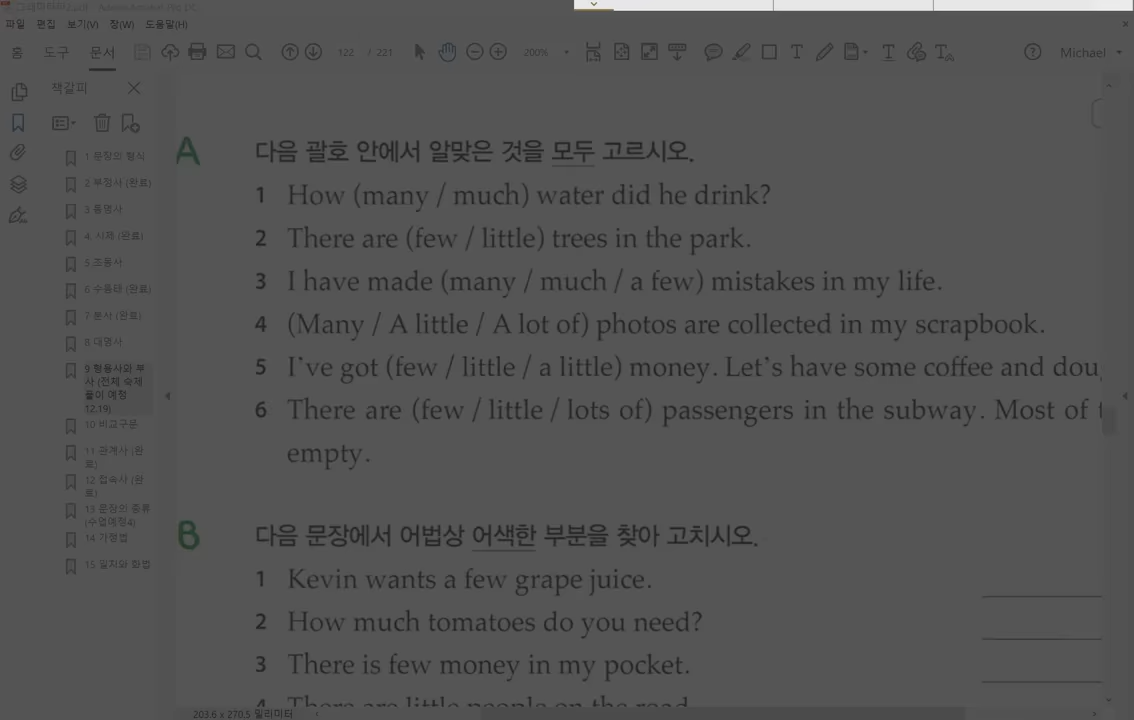 파일 편집 보기(V) 창(W) 도움말(H)
홈 도구 문서 122 / 221 200% Michael
책갈피
1 문장의 형식
2 부정사 (완료)
3 동명사
4. 시제 (완료)
5 조동사
6 수동태 (완료)
7 분사 (완료)
8 대명사
9 형용사와 부
사 (전체 숙제
풀이 예정
12.19)
10 비교구문
11 관계사 (완
료)
12 접속사 (완
료)
13 문장의 종류
(수업예정4)
14 가정법
15 일치와 화법
A 다음 괄호 안에서 알맞은 것을 모두 고르시오.
1 How (many / much) water did he drink?
2 There are (few / little) trees in the park.
3 I have made (many / much / a few) mistakes in my life.
4 (Many / A little / A lot of) photos are collected in my scrapbook.
5 I've got (few / little / a little) money. Let's have some coffee and dou
6 There are (few / little / lots of) passengers in the subway. Most of t
empty.
B 다음 문장에서 어법상 어색한 부분을 찾아 고치시오.
1 Kevin wants a few grape juice.
2 How much tomatoes do you need?
3 There is few money in my pocket.
4 There are little people on the road.
203.6 x 270.5 밀리미터